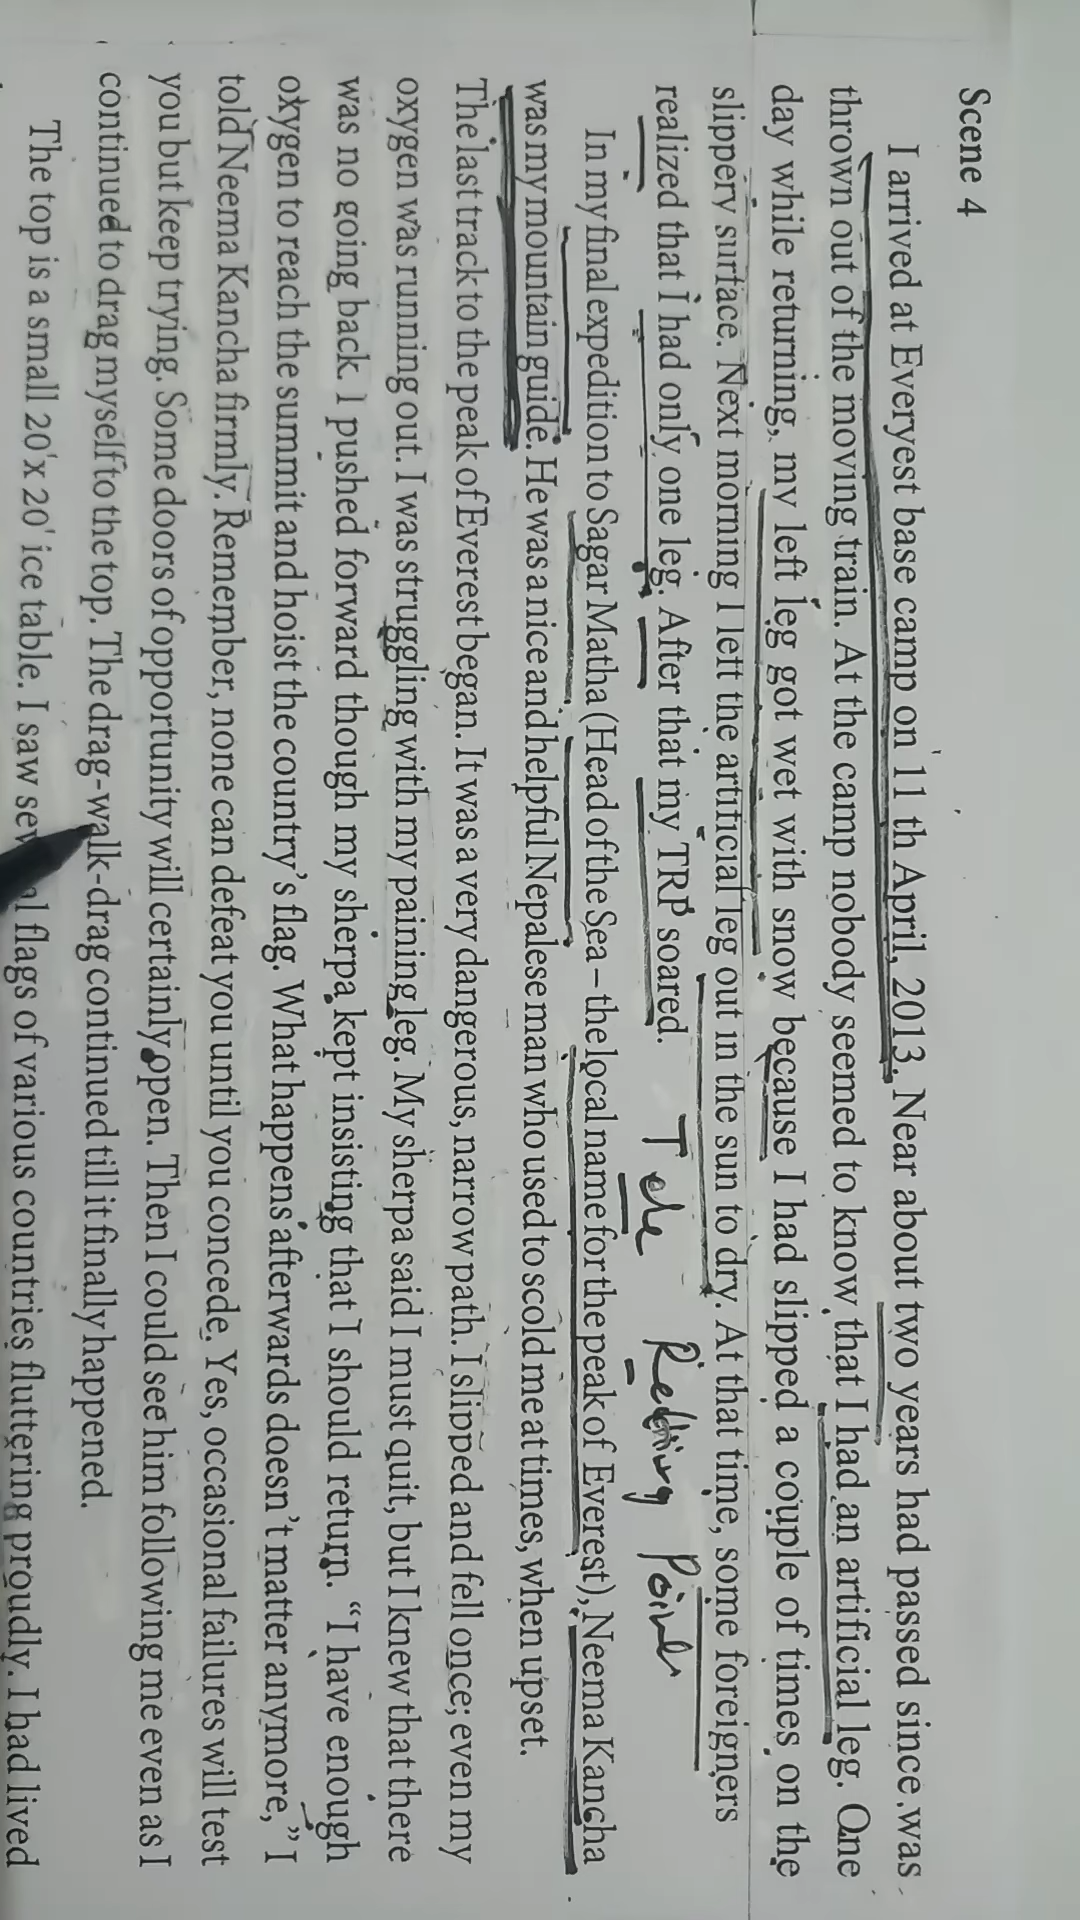 Scene 4
I arrived at Everyest base camp on 11 th April, 2013. Near about two years had passed since was
thrown out of the moving train. At the camp nobody seemed to know that I had an artificial leg. One
day while returning, my left leg got wet with snow because I had slipped a couple of times on the
slippery surface. Next morning I left the artificial leg out in the sun to dry. At that time, some foreigners
realized that I had only one leg. After that my TRP soared. Tele Reting Points
In my final expedition to Sagar Matha (Head of the Sea – the local name for the peak of Everest), Neema Kancha
was my mountain guide. He was a nice and helpful Nepalese man who used to scold me at times, when upset.
The last track to the peak of Everest began. It was a very dangerous, narrow path. I slipped and fell once; even my
oxygen was running out. I was struggling with my paining leg. My sherpa said I must quit, but I knew that there
was no going back. I pushed forward though my sherpa kept insisting that I should return. “I have enough
oxygen to reach the summit and hoist the country’s flag. What happens afterwards doesn’t matter anymore,” I
told Neema Kancha firmly. Remember, none can defeat you until you concede. Yes, occasional failures will test
you but keep trying. Some doors of opportunity will certainly open. Then I could see him following me even as I
continued to drag myself to the top. The drag-walk-drag continued till it finally happened.
The top is a small 20'x 20' ice table. I saw flags of various countries fluttering proudly. I had lived